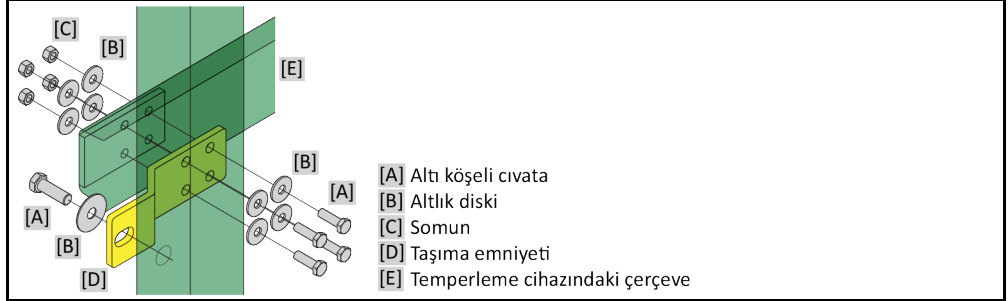 [C]
[B]
[E]
[B]
[A]
[A]
[B]
[D]
[A] Altı köşeli cıvata
[B] Altlık diski
[C] Somun
[D] Taşıma emniyeti
[E] Temperleme cihazındaki çerçeve